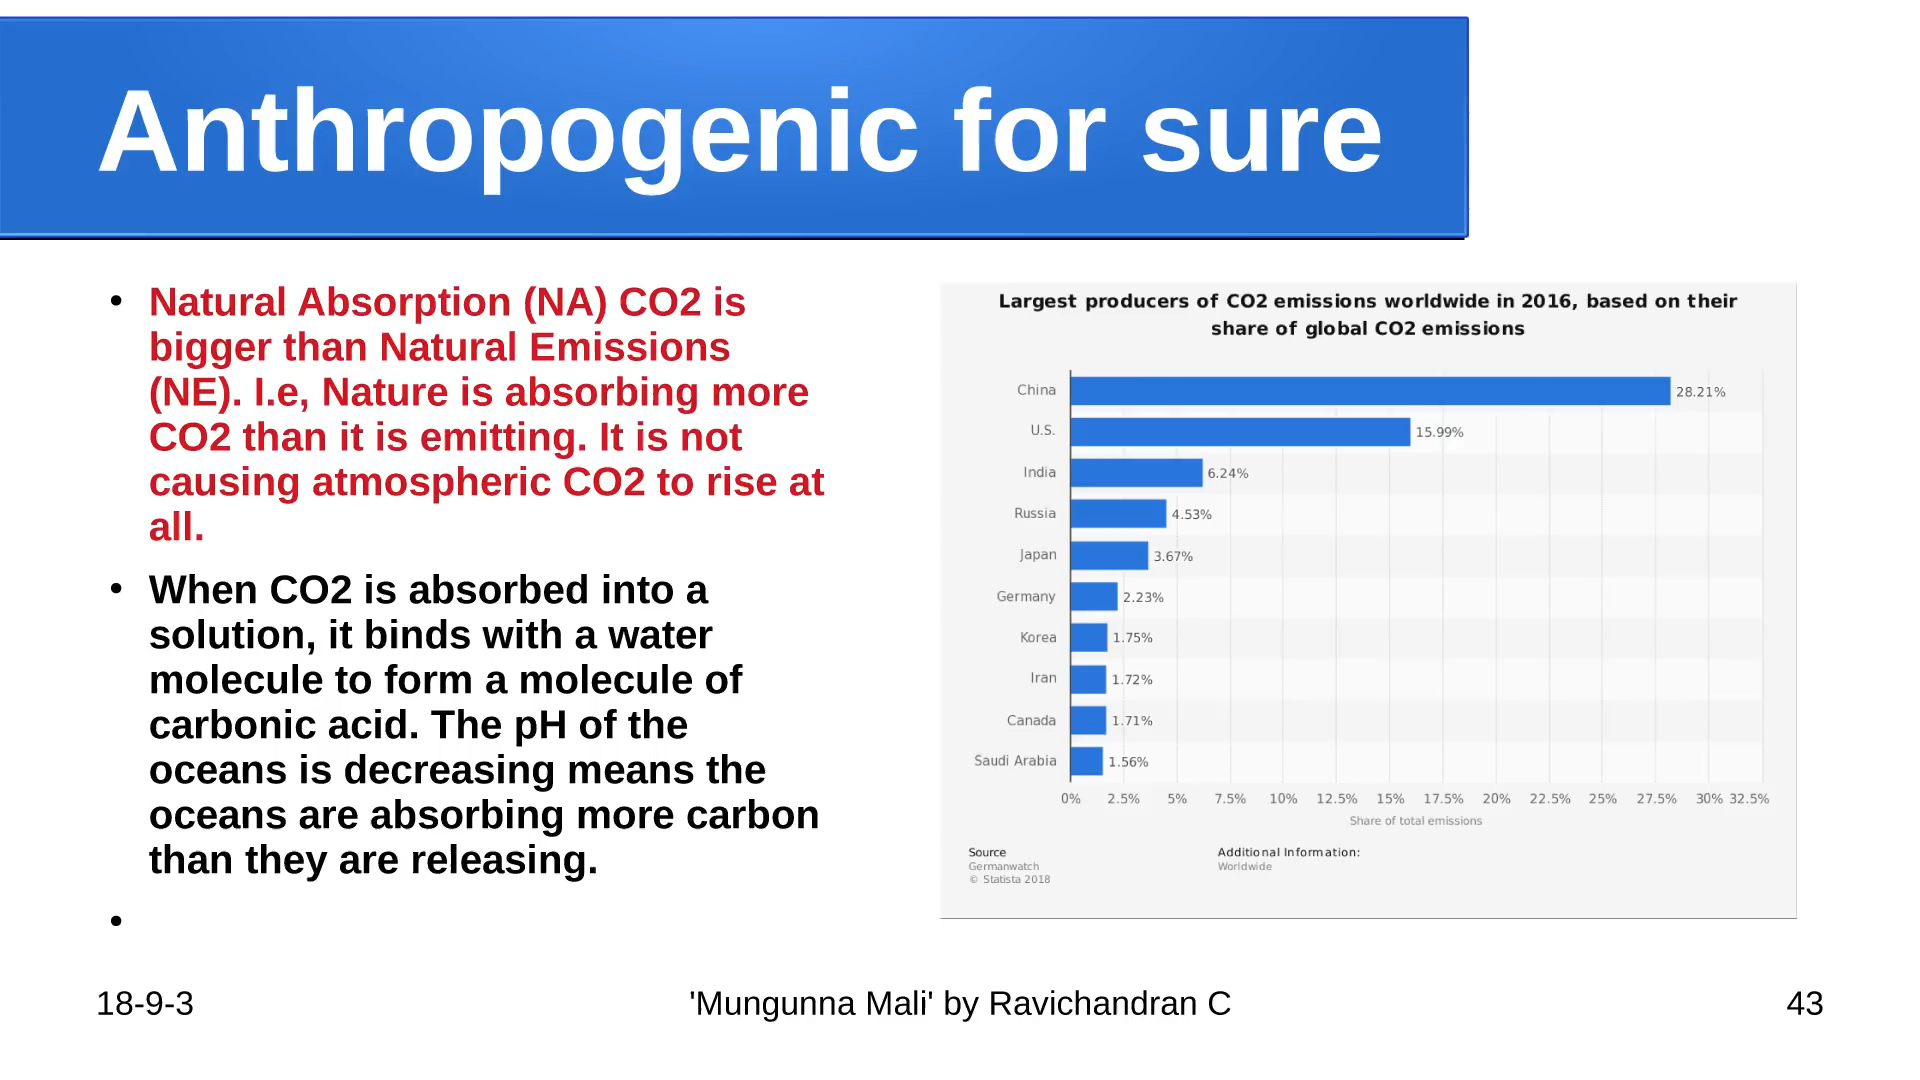 Anthropogenic for sure
• Natural Absorption (NA) CO2 is
bigger than Natural Emissions
(NE). I.e, Nature is absorbing more
CO2 than it is emitting. It is not
causing atmospheric CO2 to rise at
all.
• When CO2 is absorbed into a
solution, it binds with a water
molecule to form a molecule of
carbonic acid. The pH of the
oceans is decreasing means the
oceans are absorbing more carbon
than they are releasing.
•
Largest producers of CO2 emissions worldwide in 2016, based on their
share of global CO2 emissions
China 28.21%
U.S. 15.99%
India 6.24%
Russia 4.53%
Japan 3.67%
Germany 2.23%
Korea 1.75%
Iran 1.72%
Canada 1.71%
Saudi Arabia 1.56%
0% 2.5% 5% 7.5% 10% 12.5% 15% 17.5% 20% 22.5% 25% 27.5% 30% 32.5%
Share of total emissions
Source
Germanwatch
© Statista 2018
Additional Information:
Worldwide
18-9-3 'Mungunna Mali' by Ravichandran C 43